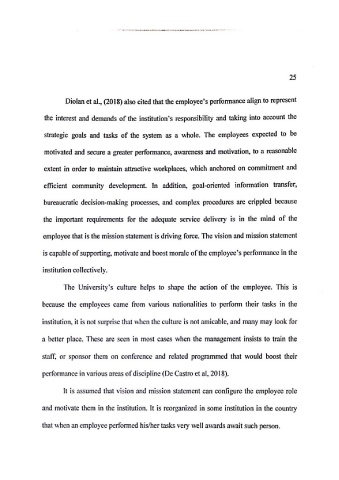 25
Diolan et al., (2018) also cited that the employee's performance align to represent
the interest and demands of the institution's responsibility and taking into account the
strategic goals and tasks of the system as a whole. The employees expected to be
motivated and secure a greater performance, awareness and motivation, to a reasonable
extent in order to maintain attractive workplaces, which anchored on commitment and
efficient community development. In addition, goal-oriented information transfer,
bureaucratic decision-making processes, and complex procedures are crippled because
the important requirements for the adequate service delivery is in the mind of the
employee that is the mission statement is driving force. The vision and mission statement
is capable of supporting, motivate and boost morale of the employee's performance in the
institution collectively.
The University's culture helps to shape the action of the employee. This is
because the employees came from various nationalities to perform their tasks in the
institution, it is not surprise that when the culture is not amicable, and many may look for
a better place. These are seen in most cases when the management insists to train the
staff, or sponsor them on conference and related programmed that would boost their
performance in various areas of discipline (De Castro et al, 2018).
It is assumed that vision and mission statement can configure the employee role
and motivate them in the institution. It is reorganized in some institution in the country
that when an employee performed his/her tasks very well awards await such person.